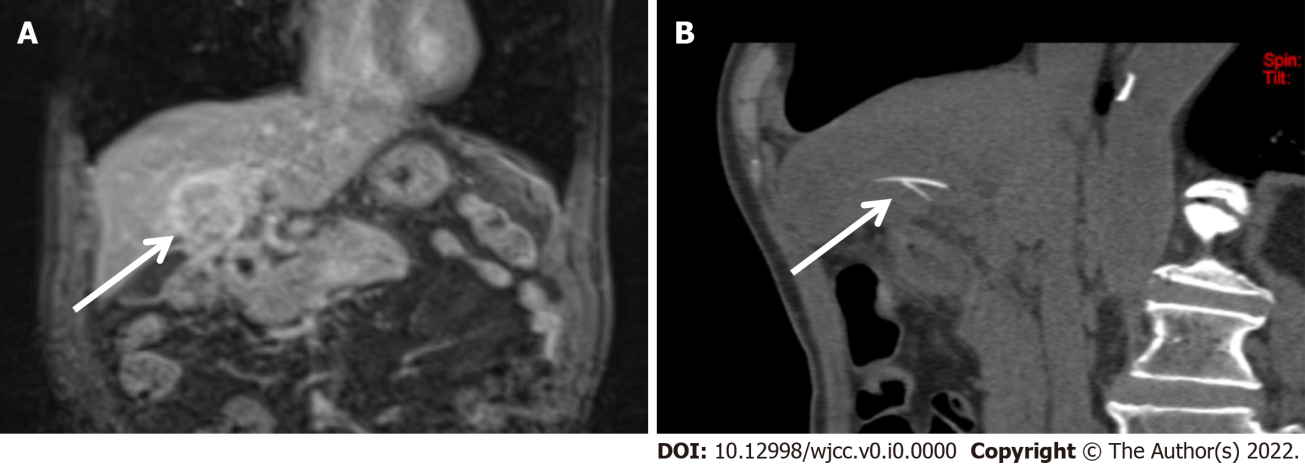 A
B
Spin:
Tilt:
DOI: 10.12998/wjcc.v0.i0.0000 Copyright © The Author(s) 2022.